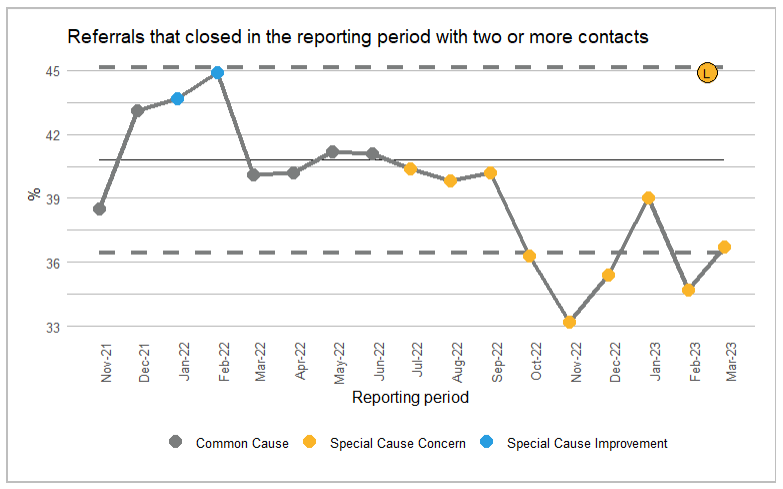 Referrals that closed in the reporting period with two or more contacts
%
45
42
39
36
33
L
Nov-21
Dec-21
Jan-22
Feb-22
Mar-22
Apr-22
May-22
Jun-22
Jul-22
Aug-22
Sep-22
Oct-22
Nov-22
Dec-22
Jan-23
Feb-23
Mar-23
Reporting period
Common Cause
Special Cause Concern
Special Cause Improvement